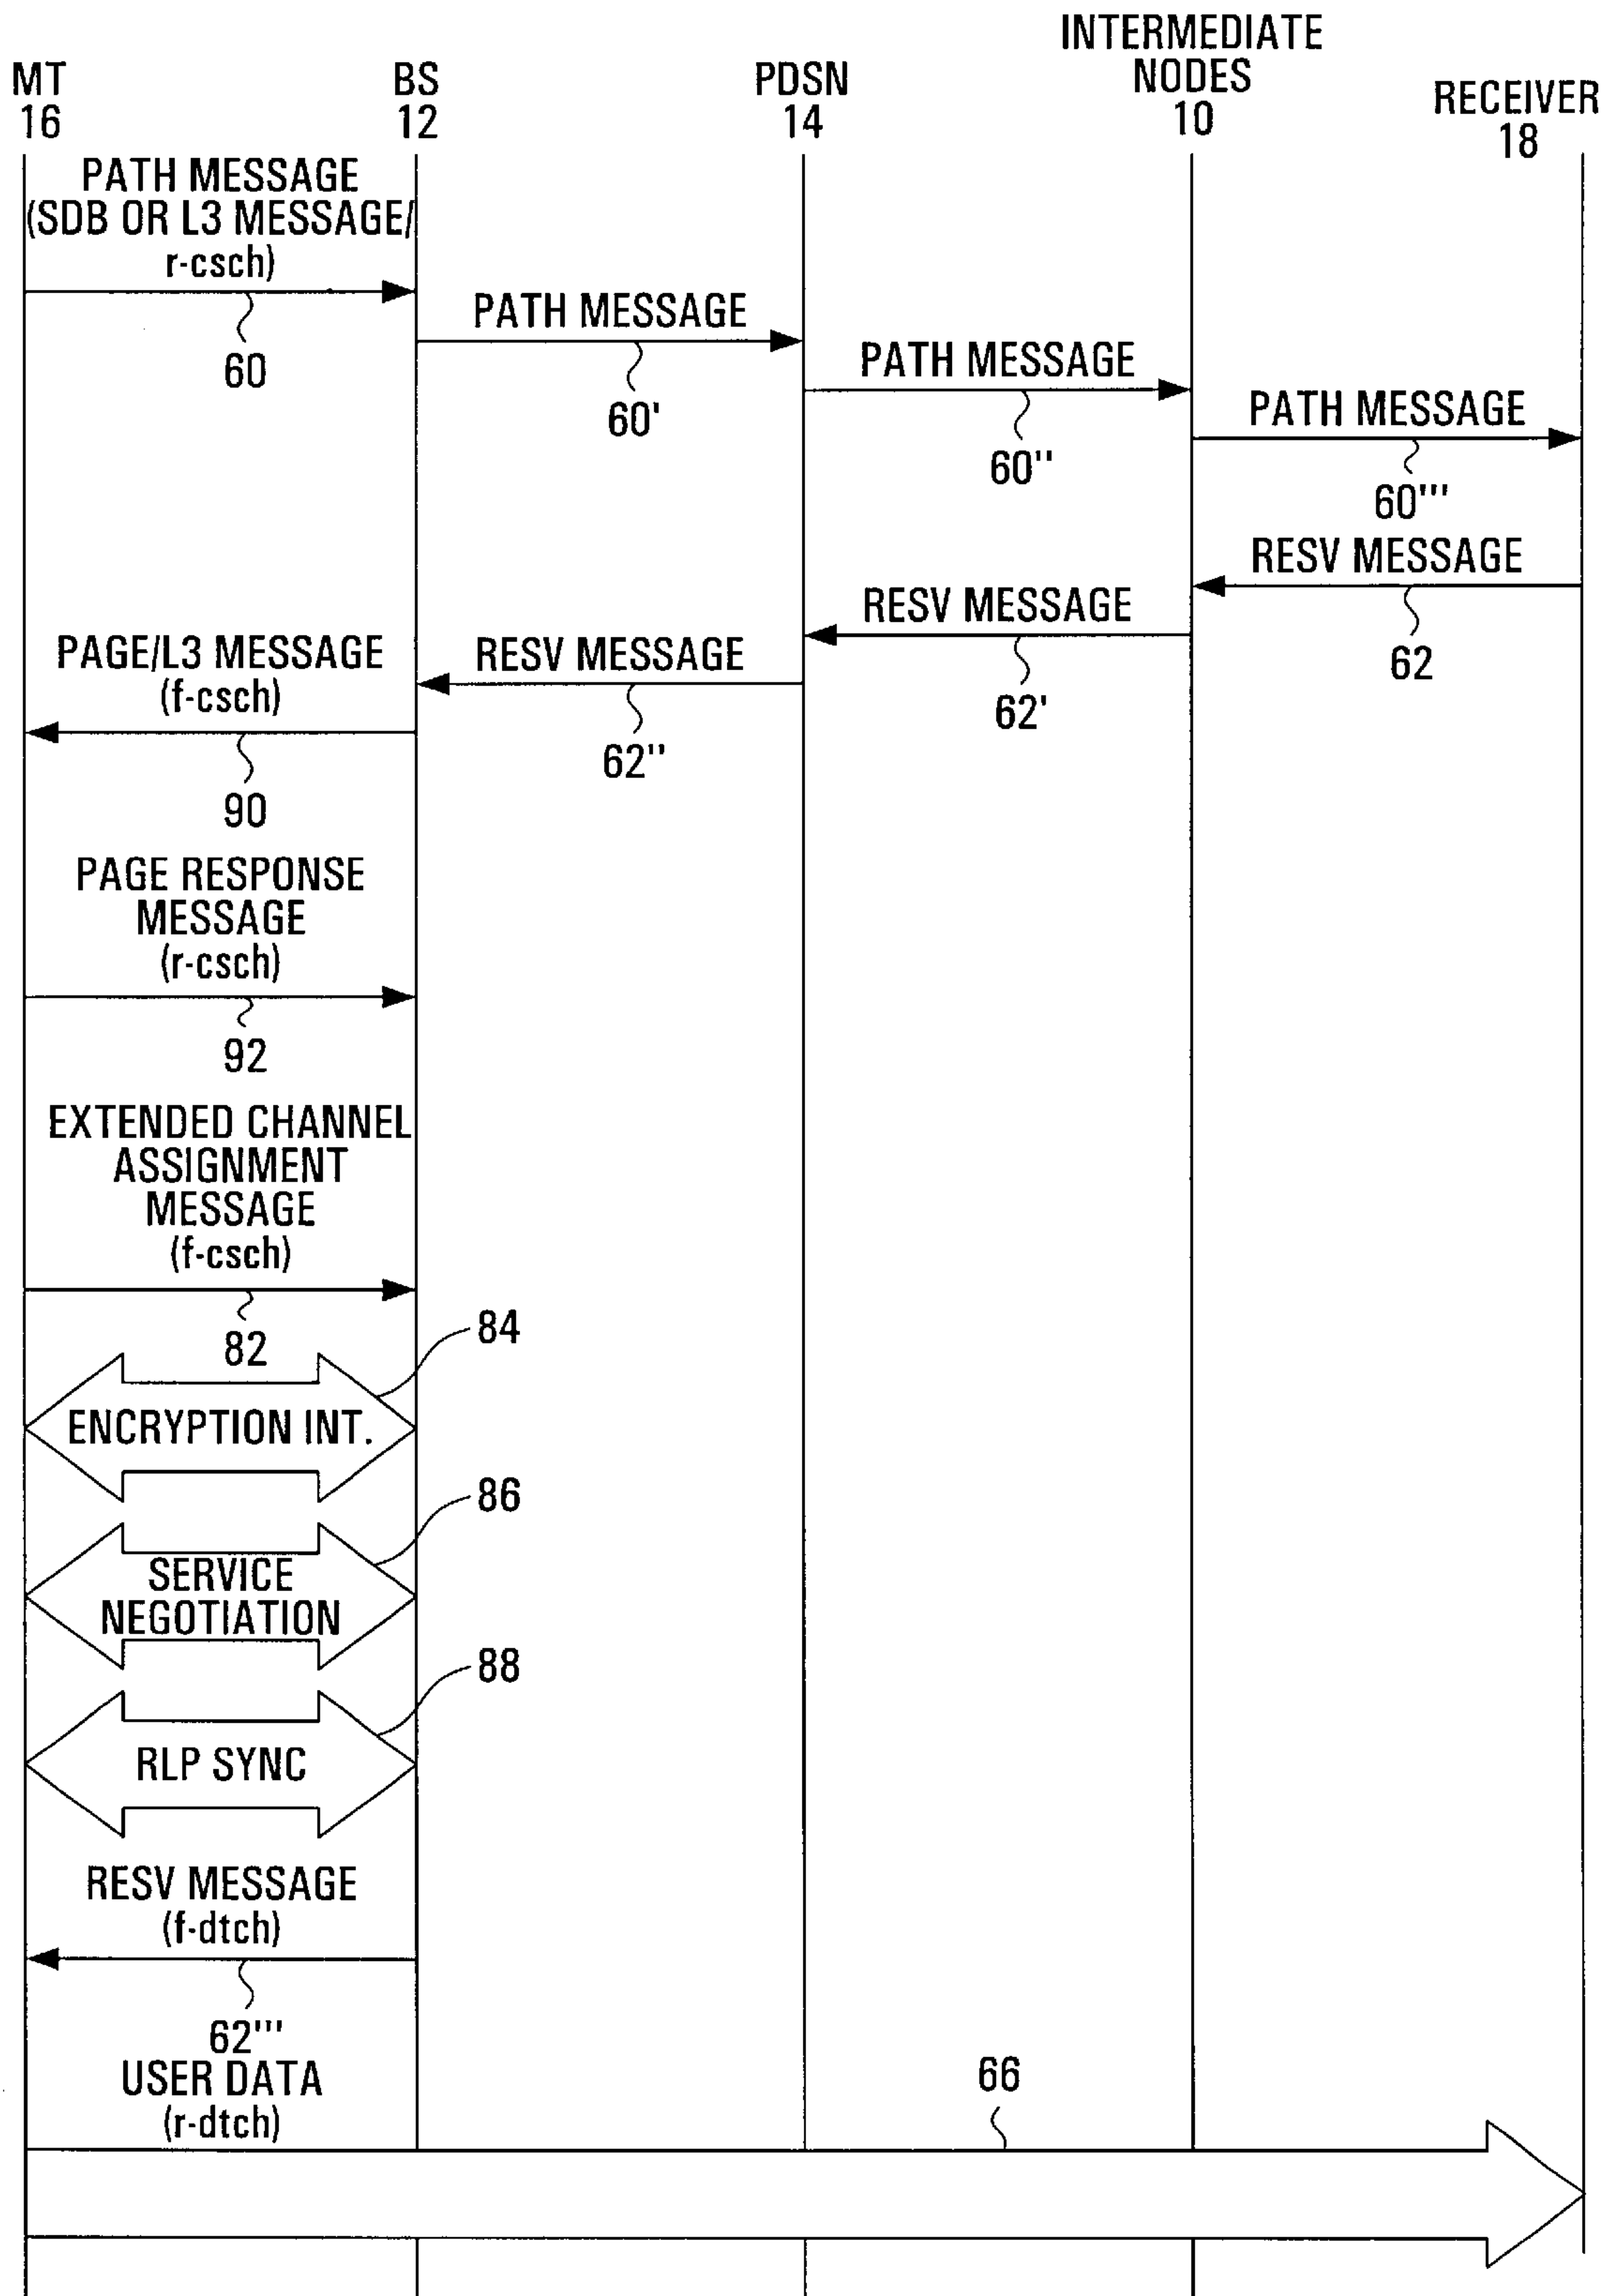 INTERMEDIATE
NODES
10
MT
16
BS
12
PDSN
14
RECEIVER
18
PATH MESSAGE
(SDB OR L3 MESSAGE/
r-csch)
60
PATH MESSAGE
60'
PATH MESSAGE
60''
PATH MESSAGE
60'''
RESV MESSAGE
62
RESV MESSAGE
62'
RESV MESSAGE
62''
PAGE/L3 MESSAGE
(f-csch)
90
PAGE RESPONSE
MESSAGE
(r-csch)
92
EXTENDED CHANNEL
ASSIGNMENT
MESSAGE
(f-csch)
82
84
ENCRYPTION INT.
86
SERVICE
NEGOTIATION
88
RLP SYNC
RESV MESSAGE
(f-dtch)
62'''
USER DATA
(r-dtch)
66